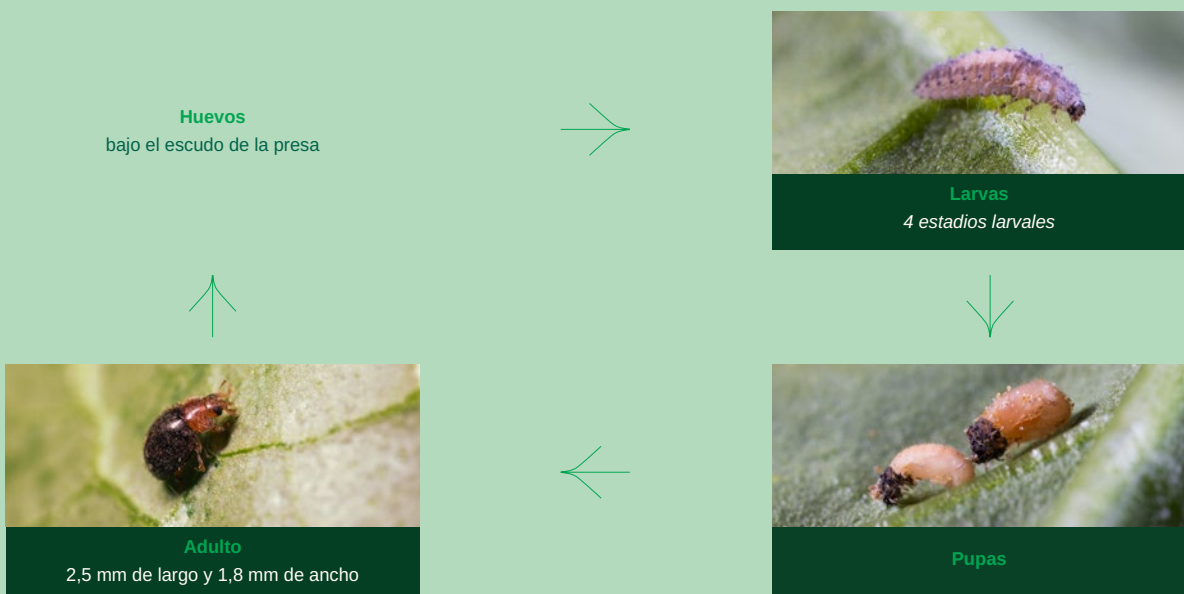 Huevos
bajo el escudo de la presa
Larvas
4 estadios larvales
Adulto
2,5 mm de largo y 1,8 mm de ancho
Pupas